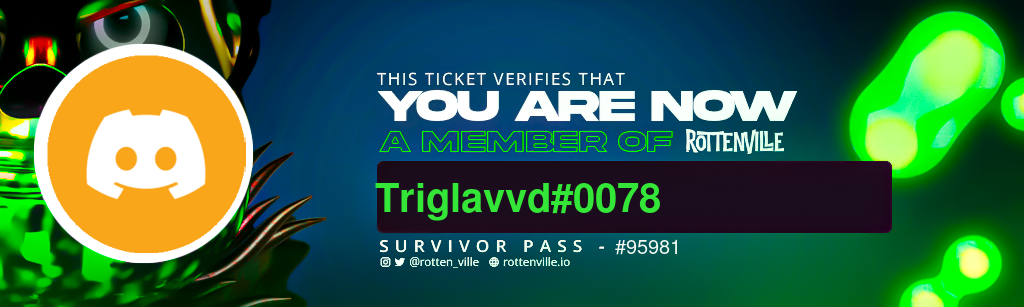 THIS TICKET VERIFIES THAT
YOU ARE NOW
A MEMBER OF ROTTENVILLE
Triglavvd#0078
SURVIVOR PASS - #95981
@rotten_ville rottenville.io